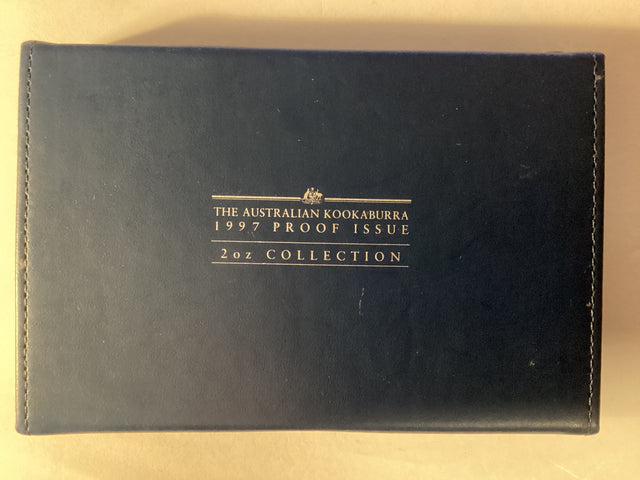 THE AUSTRALIAN KOOKABURRA
1997 PROOF ISSUE
2oz COLLECTION